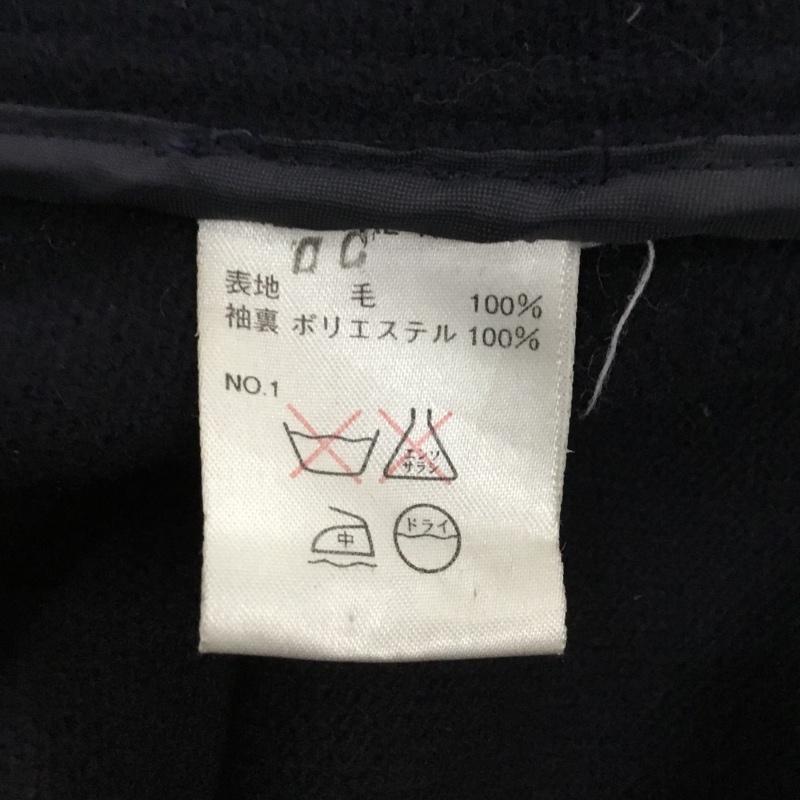 表地 毛 100%
袖裏 ポリエステル 100%
NO.1
エンソ
サラシ
中
ドライ